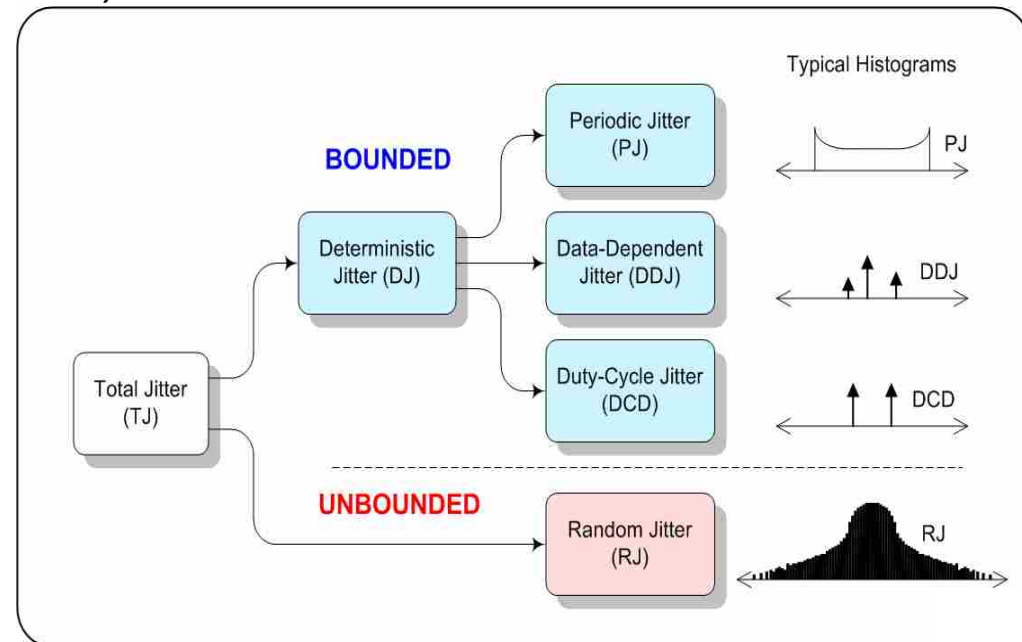 Typical Histograms
Periodic Jitter
(PJ)
PJ
BOUNDED
Deterministic
Jitter (DJ)
Data-Dependent
Jitter (DDJ)
DDJ
Total Jitter
(TJ)
Duty-Cycle Jitter
(DCD)
DCD
UNBOUNDED
Random Jitter
(RJ)
RJ